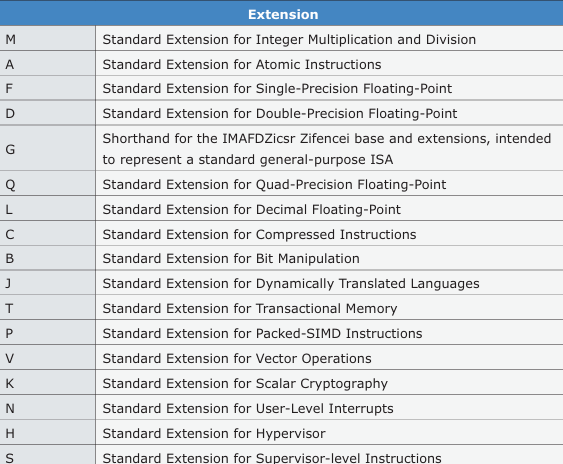 Extension
M Standard Extension for Integer Multiplication and Division
A Standard Extension for Atomic Instructions
F Standard Extension for Single-Precision Floating-Point
D Standard Extension for Double-Precision Floating-Point
G Shorthand for the IMAFDZicsr Zifencei base and extensions, intended
to represent a standard general-purpose ISA
Q Standard Extension for Quad-Precision Floating-Point
L Standard Extension for Decimal Floating-Point
C Standard Extension for Compressed Instructions
B Standard Extension for Bit Manipulation
J Standard Extension for Dynamically Translated Languages
T Standard Extension for Transactional Memory
P Standard Extension for Packed-SIMD Instructions
V Standard Extension for Vector Operations
K Standard Extension for Scalar Cryptography
N Standard Extension for User-Level Interrupts
H Standard Extension for Hypervisor
S Standard Extension for Supervisor-level Instructions